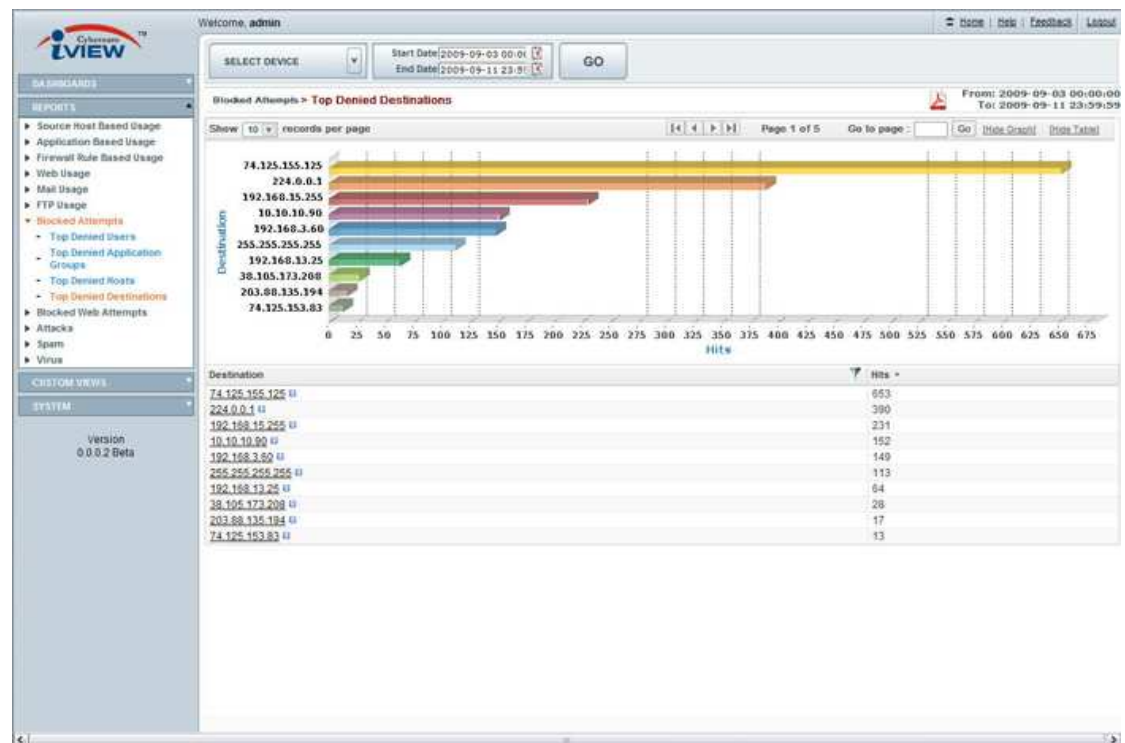 Welcome, admin
Home | Help | Feedback Logout
Cyberoam TM
iVIEW
SELECT DEVICE
Start Date 2009-09-03 00:0
End Date 2009-09-11 23:5
GO
DASHBOARDS
REPORTS
Source Host Based Usage
Application Based Usage
Firewall Rule Based Usage
Web Usage
Mail Usage
FTP Usage
Blocked Attempts
Top Denied Users
Top Denied Application
Groups
Top Denied Hosts
Top Denied Destinations
Blocked Web Attempts
Attacks
Spam
Virus
CUSTOM VIEWS
SYSTEM
Version
0.0.0.2 Beta
Blocked Attempts > Top Denied Destinations
From: 2009-09-03 00:00:00
To: 2009-09-11 23:59:59
Show 10 records per page
Page 1 of 5 Go to page : Go [Hide Graph] [Hide Table]
Destination
74.125.155.125
224.0.0.1
192.168.15.255
10.10.10.90
192.168.3.60
255.255.255.255
192.168.13.25
38.105.173.208
203.88.135.194
74.125.153.83
0 25 50 75 100 125 150 175 200 225 250 275 300 325 350 375 400 425 450 475 500 525 550 575 600 625 650 675
Hits
Destination Hits
74.125.155.125 653
224.0.0.1 390
192.168.15.255 231
10.10.10.90 152
192.168.3.60 149
255.255.255.255 113
192.168.13.25 64
38.105.173.208 28
203.88.135.194 17
74.125.153.83 13